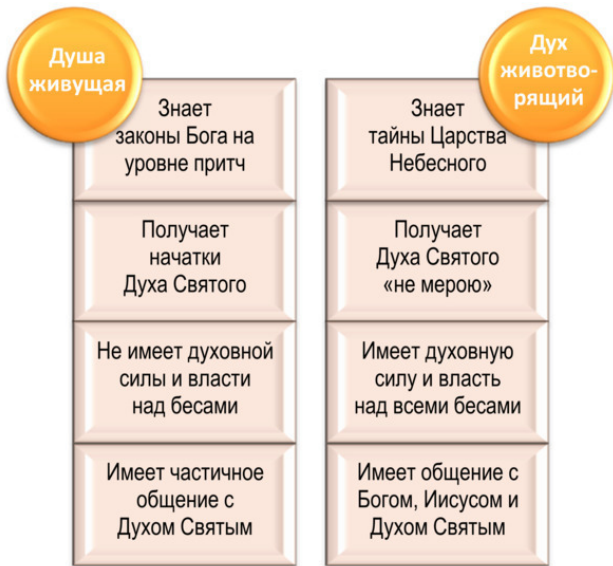 Душа
живущая
Знает
законы Бога на
уровне притч
Получает
начатки
Духа Святого
Не имеет духовной
силы и власти
над бесами
Имеет частичное
общение с
Духом Святым
Дух
животво-
рящий
Знает
тайны Царства
Небесного
Получает
Духа Святого
«не мерою»
Имеет духовную
силу и власть
над всеми бесами
Имеет общение с
Богом, Иисусом и
Духом Святым